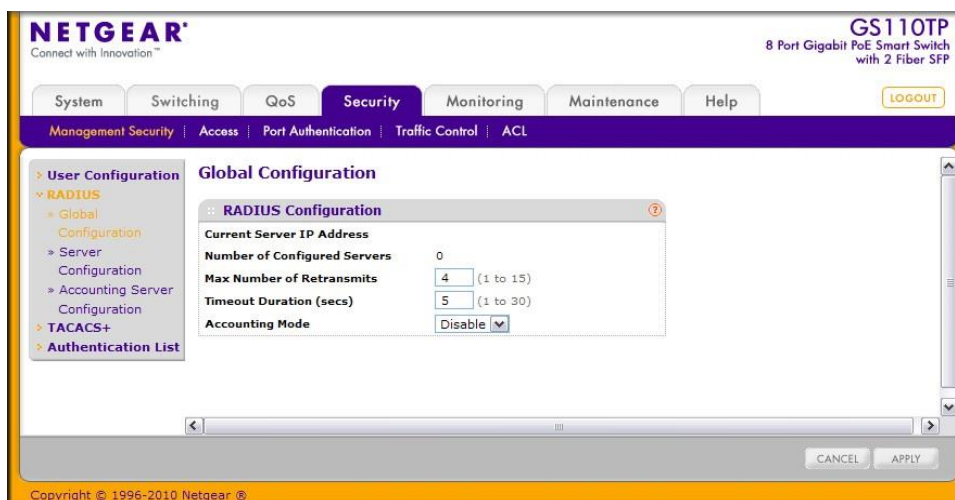 NETGEAR®
Connect with Innovation™
GS110TP
8 Port Gigabit PoE Smart Switch
with 2 Fiber SFP
System Switching QoS Security Monitoring Maintenance Help LOGOUT
Management Security | Access | Port Authentication | Traffic Control | ACL
User Configuration
RADIUS
» Global
Configuration
» Server
Configuration
» Accounting Server
Configuration
TACACS+
Authentication List
Global Configuration
RADIUS Configuration ?
Current Server IP Address
Number of Configured Servers 0
Max Number of Retransmits 4 (1 to 15)
Timeout Duration (secs) 5 (1 to 30)
Accounting Mode Disable
CANCEL APPLY
Copyright © 1996-2010 Netgear ®